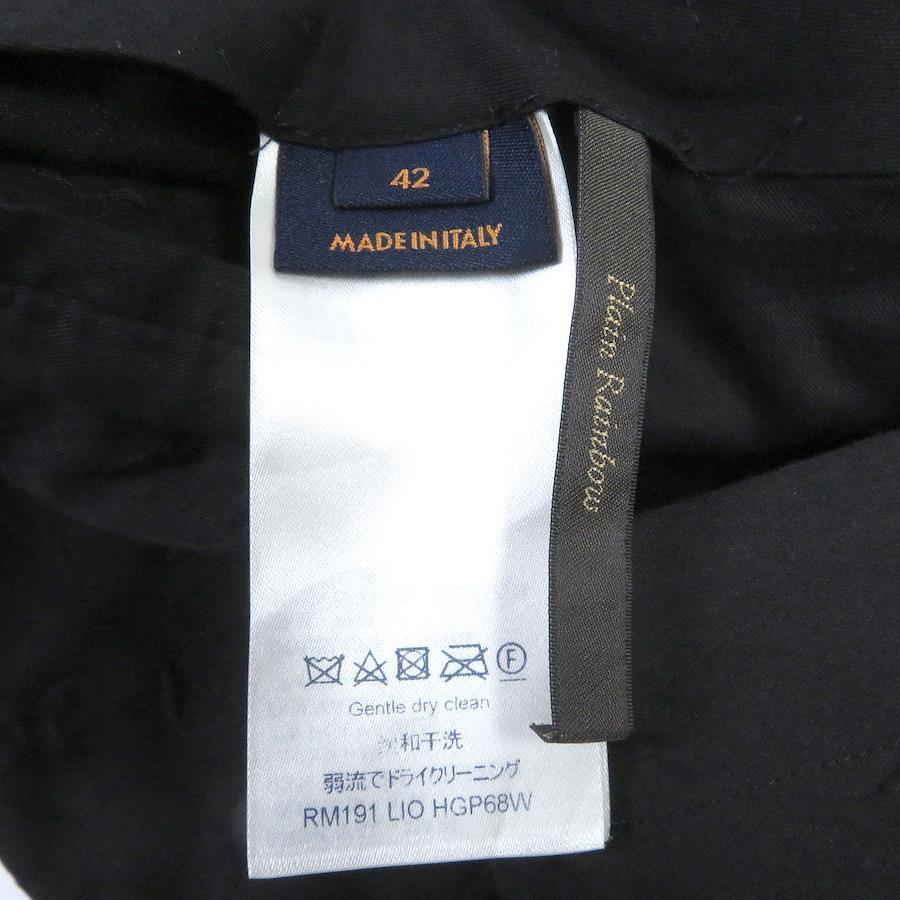 42
MADE IN ITALY
Plain Rainbow
F
Gentle dry clean
和干洗
弱流でドライクリーニング
RM191 LIO HGP68W